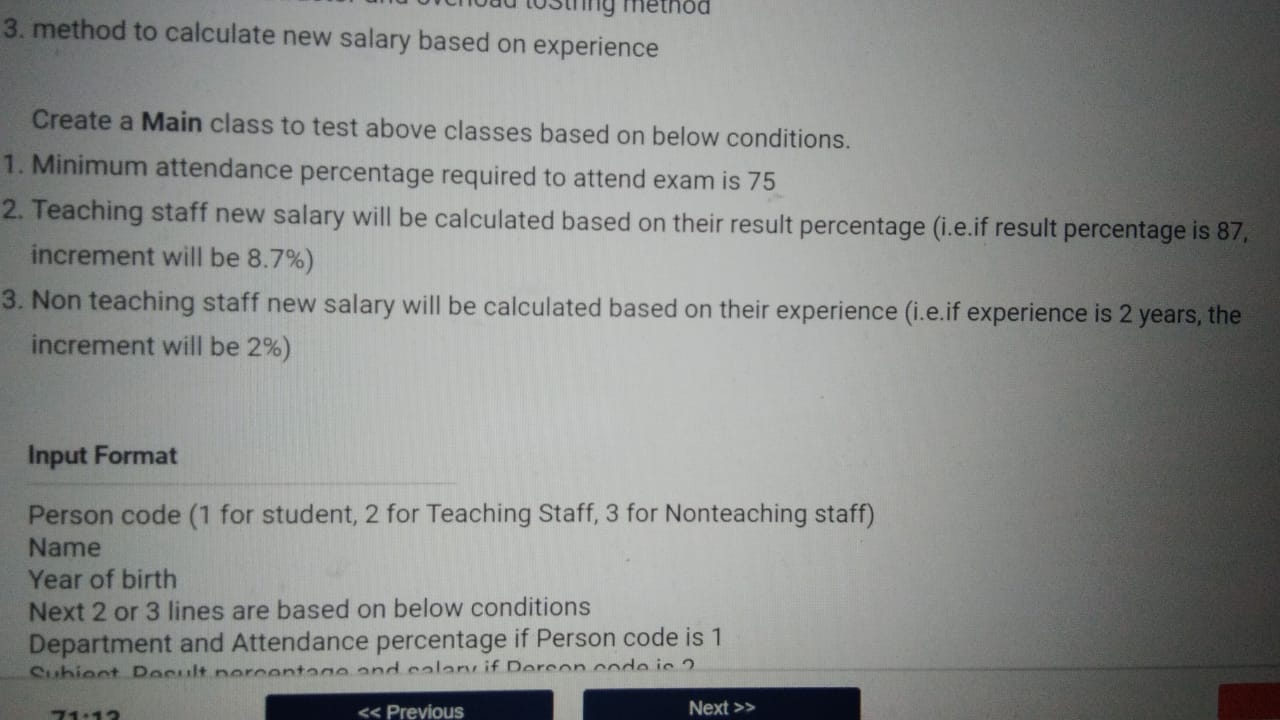 overload toString method
3. method to calculate new salary based on experience
Create a Main class to test above classes based on below conditions.
1. Minimum attendance percentage required to attend exam is 75
2. Teaching staff new salary will be calculated based on their result percentage (i.e.if result percentage is 87,
increment will be 8.7%)
3. Non teaching staff new salary will be calculated based on their experience (i.e.if experience is 2 years, the
increment will be 2%)
Input Format
Person code (1 for student, 2 for Teaching Staff, 3 for Nonteaching staff)
Name
Year of birth
Next 2 or 3 lines are based on below conditions
Department and Attendance percentage if Person code is 1
Subject, Result percentage and salary if Person code is 2
71:12
<< Previous
Next >>